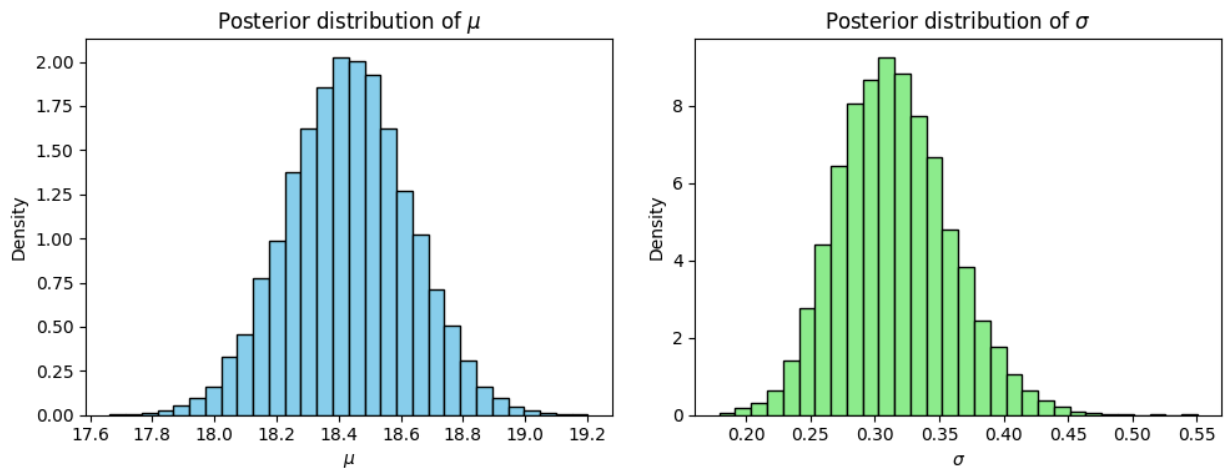 Posterior distribution of μ
2.00
1.75
1.50
1.25
1.00
0.75
0.50
0.25
0.00
Density
17.6 17.8 18.0 18.2 18.4 18.6 18.8 19.0 19.2
μ
Posterior distribution of σ
8
6
4
2
0
Density
0.20 0.25 0.30 0.35 0.40 0.45 0.50 0.55
σ